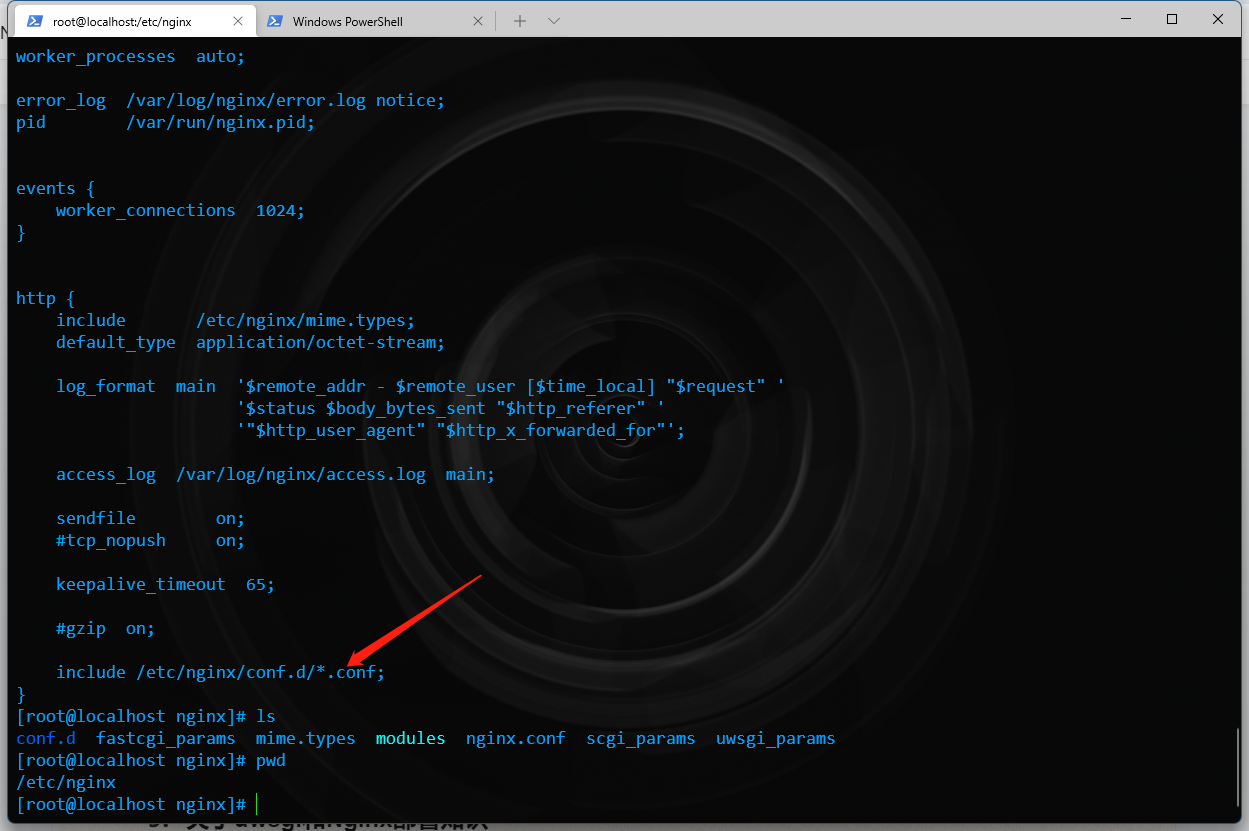 root@localhost:/etc/nginx
Windows PowerShell
worker_processes  auto;
error_log  /var/log/nginx/error.log notice;
pid        /var/run/nginx.pid;
events {
    worker_connections  1024;
}
http {
    include       /etc/nginx/mime.types;
    default_type  application/octet-stream;
    log_format  main  '$remote_addr - $remote_user [$time_local] "$request" '
                      '$status $body_bytes_sent "$http_referer" '
                      '"$http_user_agent" "$http_x_forwarded_for"';
    access_log  /var/log/nginx/access.log  main;
    sendfile        on;
    #tcp_nopush     on;
    keepalive_timeout  65;
    #gzip  on;
    include /etc/nginx/conf.d/*.conf;
}
[root@localhost nginx]# ls
conf.d  fastcgi_params  mime.types  modules  nginx.conf  scgi_params  uwsgi_params
[root@localhost nginx]# pwd
/etc/nginx
[root@localhost nginx]#